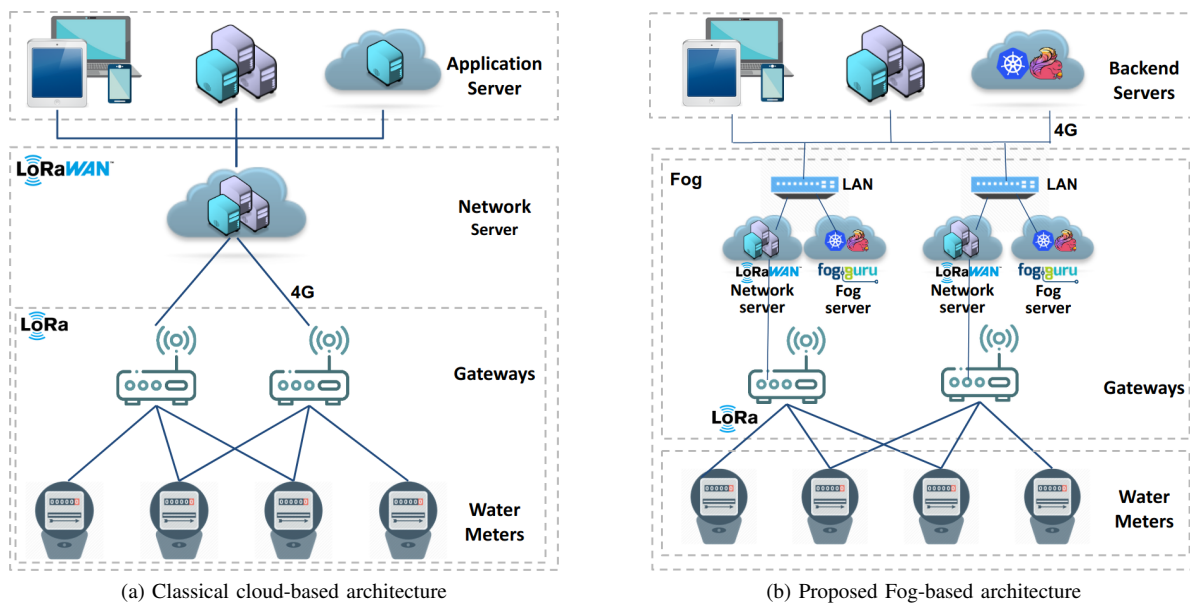 Application
Server
LoRaWAN™
Network
Server
4G
LoRa
Gateways
Water
Meters
(a) Classical cloud-based architecture
Backend
Servers
4G
Fog
LAN
LAN
LoRaWAN
fogguru
LoRaWAN
fogguru
Network
server
Fog
server
Network
server
Fog
server
Gateways
LoRa
Water
Meters
(b) Proposed Fog-based architecture